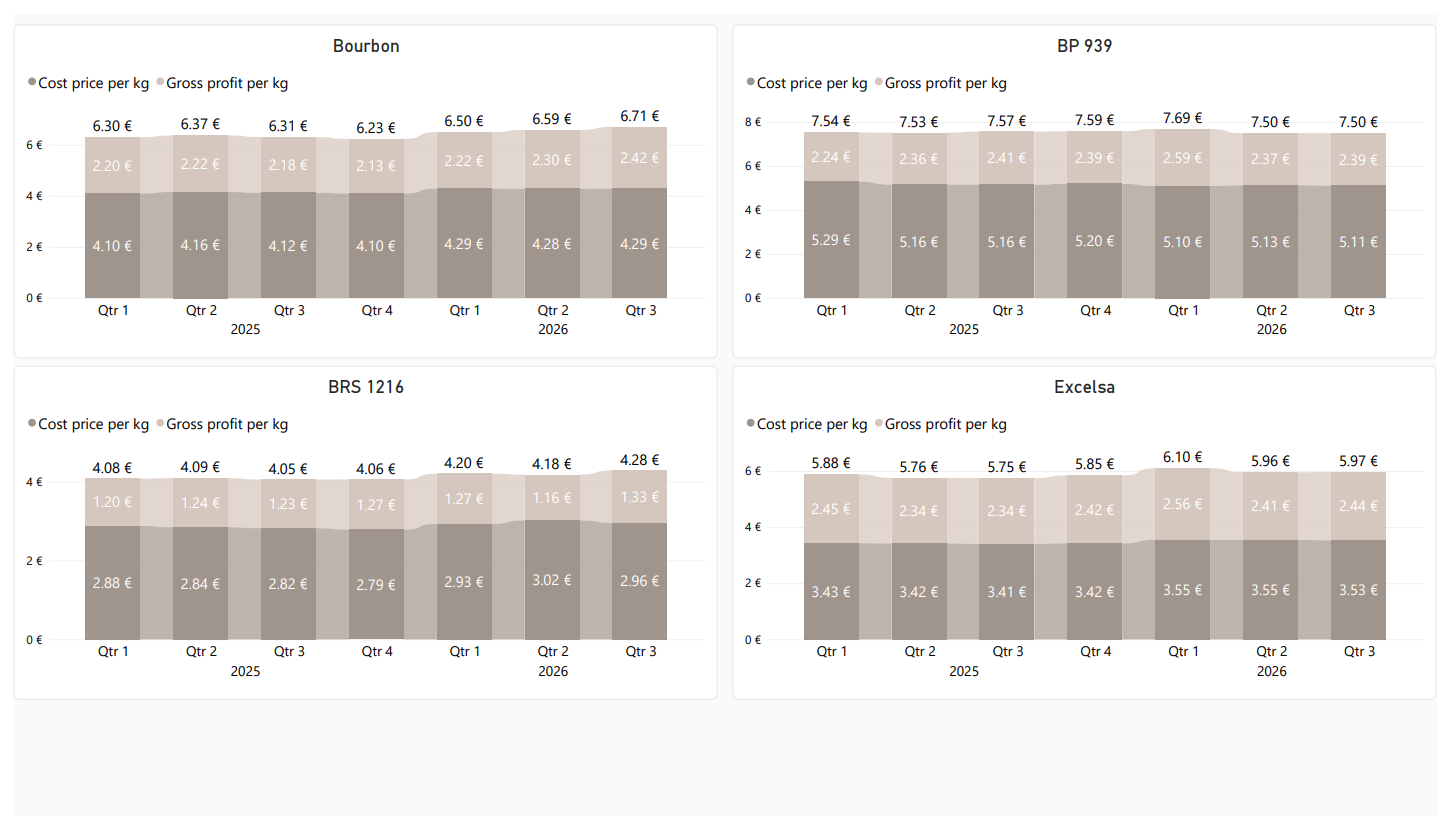 Bourbon
Cost price per kg Gross profit per kg
6.30 € 6.37 € 6.31 € 6.23 € 6.50 € 6.59 € 6.71 €
6 €
2.20 € 2.22 € 2.18 € 2.13 € 2.22 € 2.30 € 2.42 €
4 €
4.10 € 4.16 € 4.12 € 4.10 € 4.29 € 4.28 € 4.29 €
2 €
0 €
Qtr 1 Qtr 2 Qtr 3 Qtr 4 Qtr 1 Qtr 2 Qtr 3
2025 2026
BP 939
Cost price per kg Gross profit per kg
8 €
7.54 € 7.53 € 7.57 € 7.59 € 7.69 € 7.50 € 7.50 €
6 €
2.24 € 2.36 € 2.41 € 2.39 € 2.59 € 2.37 € 2.39 €
4 €
5.29 € 5.16 € 5.16 € 5.20 € 5.10 € 5.13 € 5.11 €
2 €
0 €
Qtr 1 Qtr 2 Qtr 3 Qtr 4 Qtr 1 Qtr 2 Qtr 3
2025 2026
BRS 1216
Cost price per kg Gross profit per kg
4.08 € 4.09 € 4.05 € 4.06 € 4.20 € 4.18 € 4.28 €
4 €
1.20 € 1.24 € 1.23 € 1.27 € 1.27 € 1.16 € 1.33 €
2 €
2.88 € 2.84 € 2.82 € 2.79 € 2.93 € 3.02 € 2.96 €
0 €
Qtr 1 Qtr 2 Qtr 3 Qtr 4 Qtr 1 Qtr 2 Qtr 3
2025 2026
Excelsa
Cost price per kg Gross profit per kg
5.88 € 5.76 € 5.75 € 5.85 € 6.10 € 5.96 € 5.97 €
6 €
2.45 € 2.34 € 2.34 € 2.42 € 2.56 € 2.41 € 2.44 €
4 €
3.43 € 3.42 € 3.41 € 3.42 € 3.55 € 3.55 € 3.53 €
2 €
0 €
Qtr 1 Qtr 2 Qtr 3 Qtr 4 Qtr 1 Qtr 2 Qtr 3
2025 2026